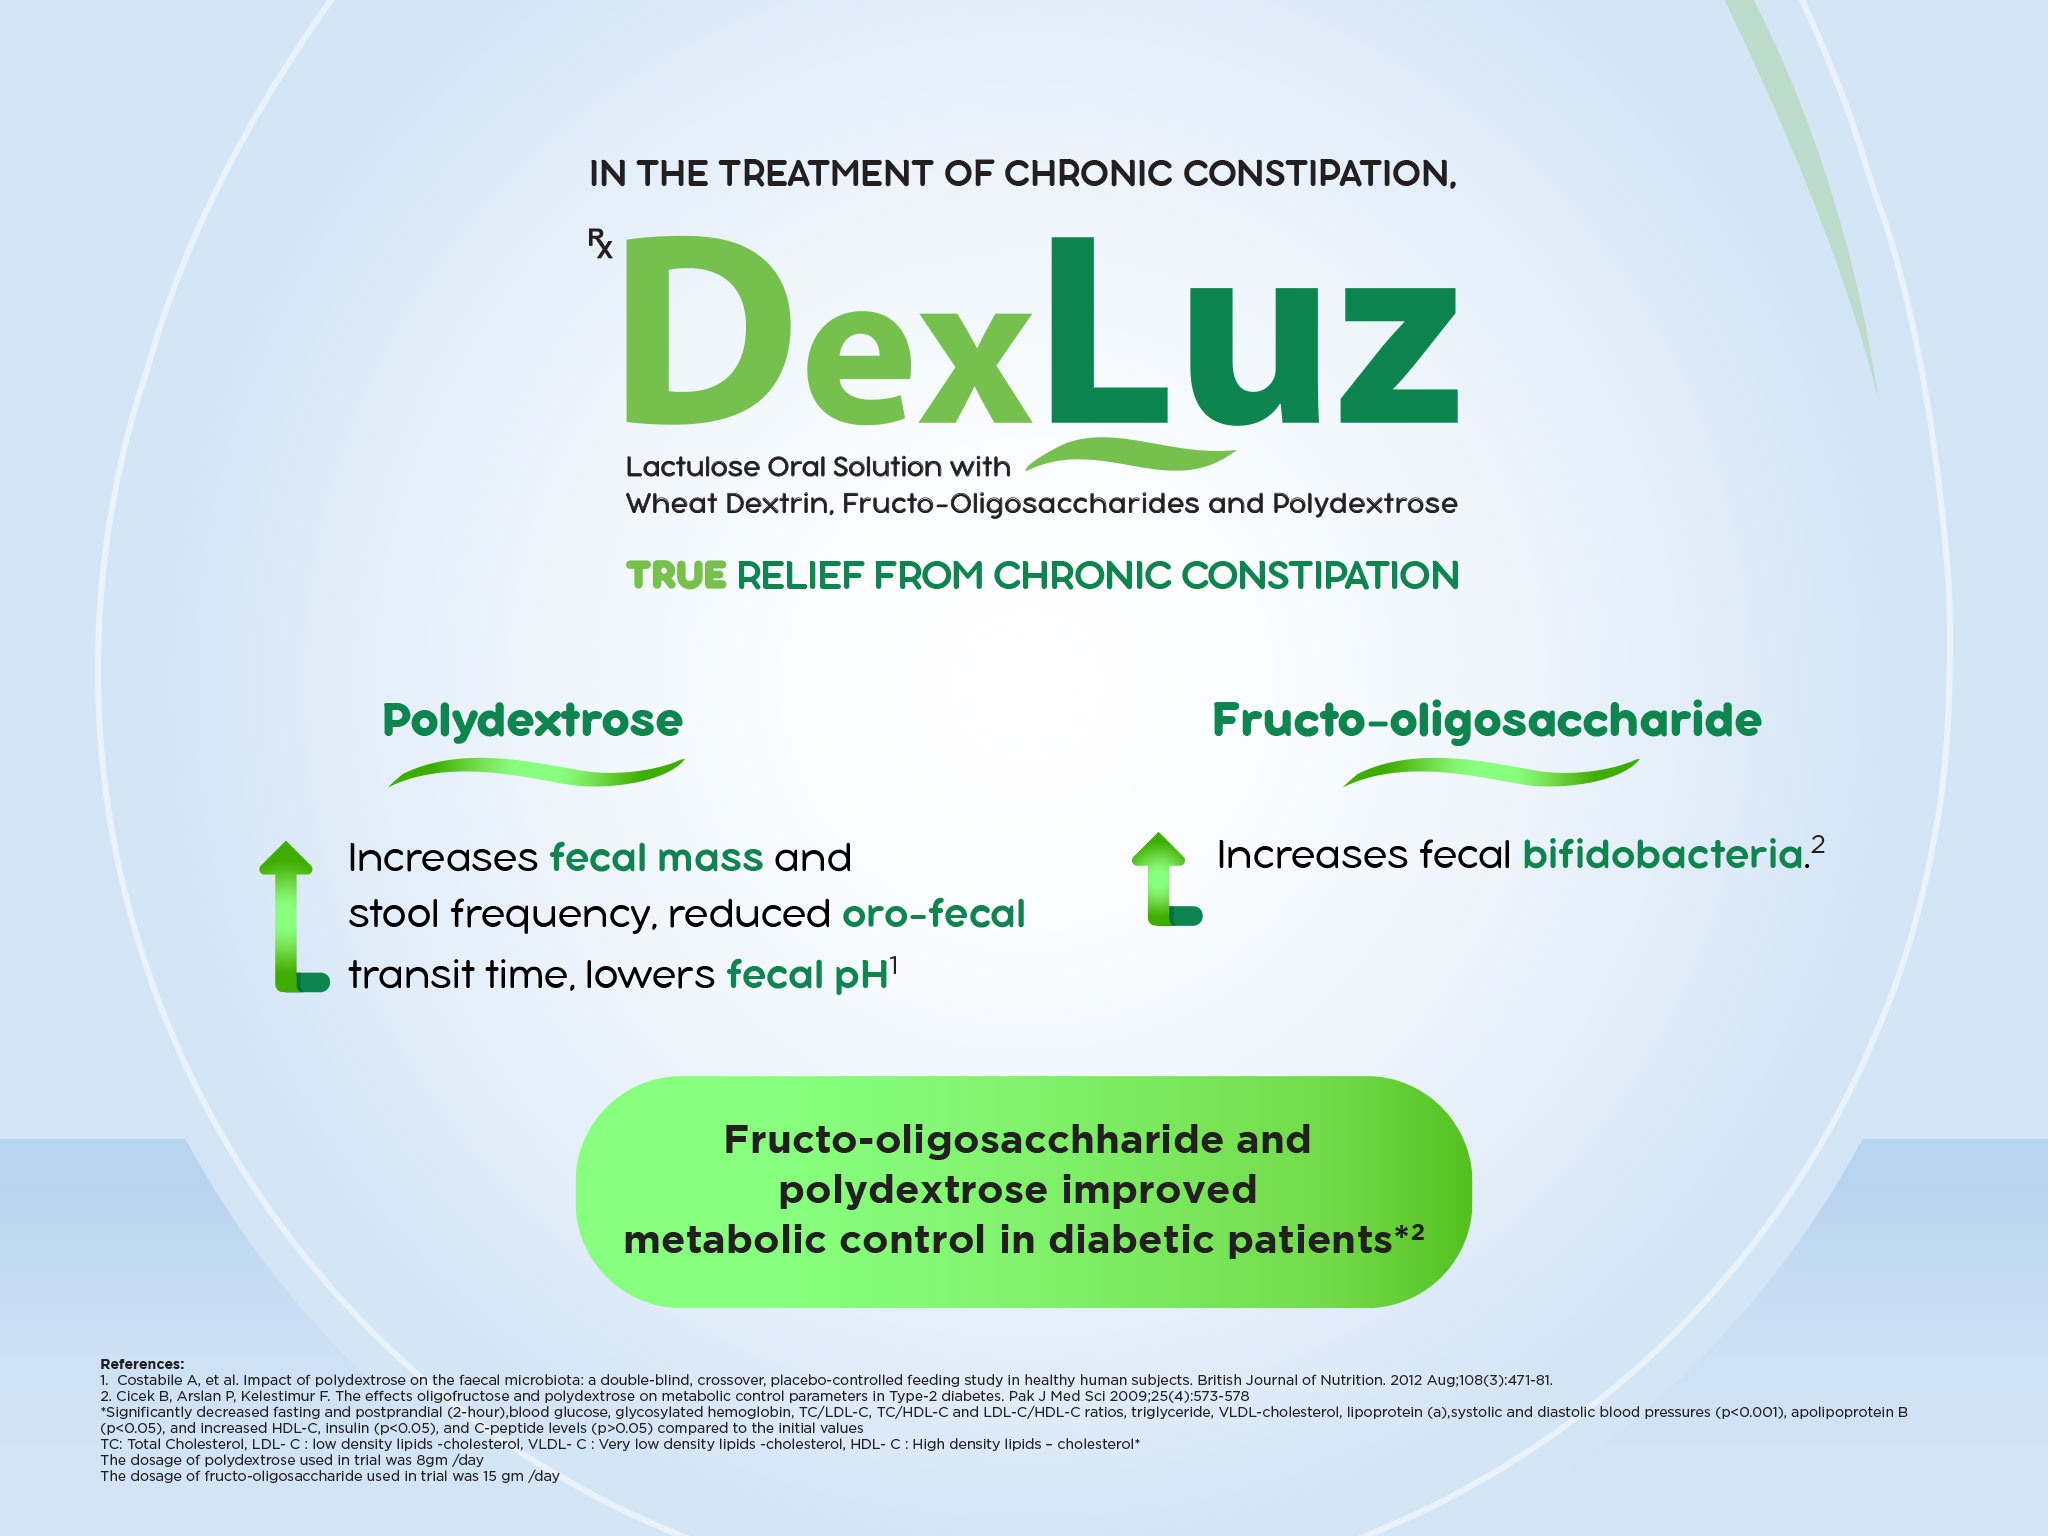 IN THE TREATMENT OF CHRONIC CONSTIPATION,
Rx DexLuz
Lactulose Oral Solution with
Wheat Dextrin, Fructo-Oligosaccharides and Polydextrose
TRUE RELIEF FROM CHRONIC CONSTIPATION
Polydextrose
Increases fecal mass and
stool frequency, reduced oro-fecal
transit time, lowers fecal pH1
Fructo-oligosaccharide
Increases fecal bifidobacteria.2
Fructo-oligosacchharide and
polydextrose improved
metabolic control in diabetic patients*2
References:
1. Costabile A, et al. Impact of polydextrose on the faecal microbiota: a double-blind, crossover, placebo-controlled feeding study in healthy human subjects. British Journal of Nutrition. 2012 Aug;108(3):471-81.
2. Cicek B, Arslan P, Kelestimur F. The effects oligofructose and polydextrose on metabolic control parameters in Type-2 diabetes. Pak J Med Sci 2009;25(4):573-578
*Significantly decreased fasting and postprandial (2-hour),blood glucose, glycosylated hemoglobin, TC/LDL-C, TC/HDL-C and LDL-C/HDL-C ratios, triglyceride, VLDL-cholesterol, lipoprotein (a),systolic and diastolic blood pressures (p<0.001), apolipoprotein B
(p<0.05), and increased HDL-C, insulin (p<0.05), and C-peptide levels (p>0.05) compared to the initial values
TC: Total Cholesterol, LDL- C : low density lipids -cholesterol, VLDL- C : Very low density lipids -cholesterol, HDL- C : High density lipids – cholesterol*
The dosage of polydextrose used in trial was 8gm /day
The dosage of fructo-oligosaccharide used in trial was 15 gm /day